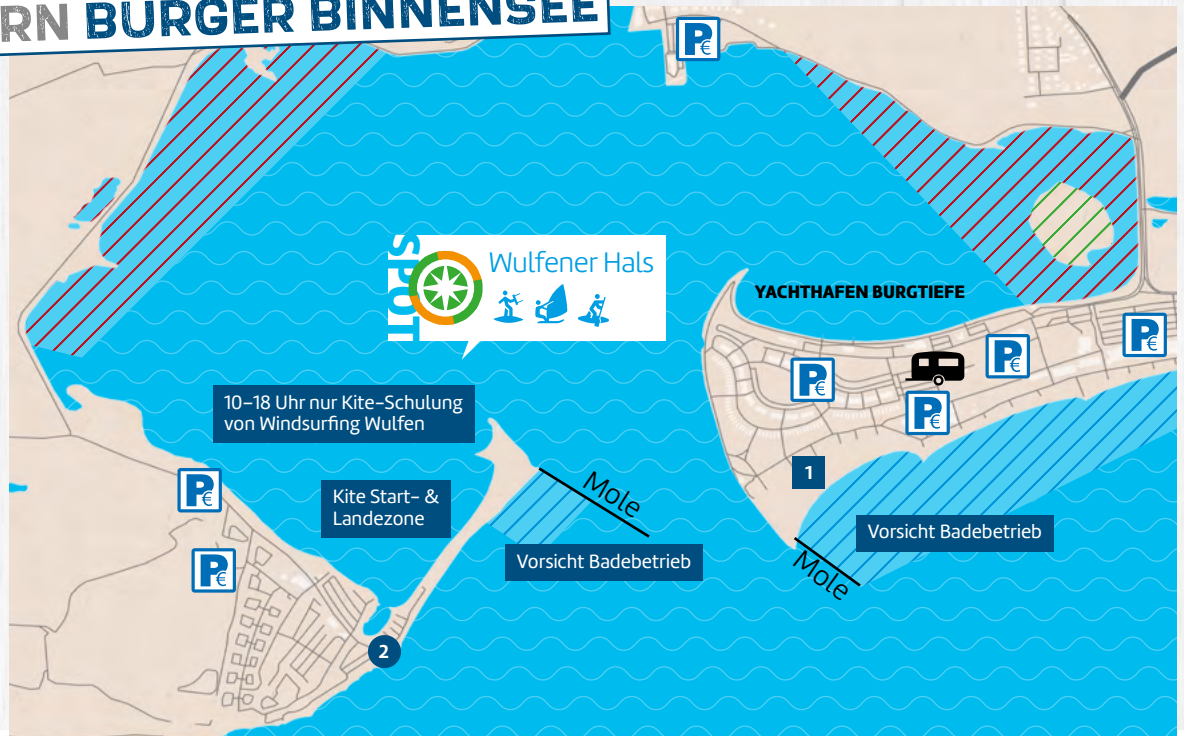 RN BURGER BINNENSEE
P€
YACHTHAFEN BURGTIEFE
SPOT
Wulfener Hals
P€
P€
P€
P€
10–18 Uhr nur Kite-Schulung
von Windsurfing Wulfen
1
P€
Kite Start- &
Landezone
Mole
Vorsicht Badebetrieb
Vorsicht Badebetrieb
P€
Mole
2